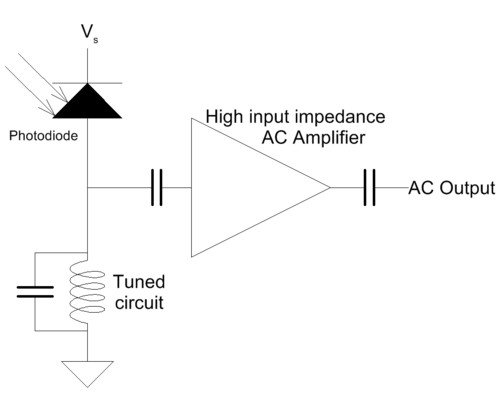 Vs
Photodiode
High input impedance
AC Amplifier
AC Output
Tuned
circuit